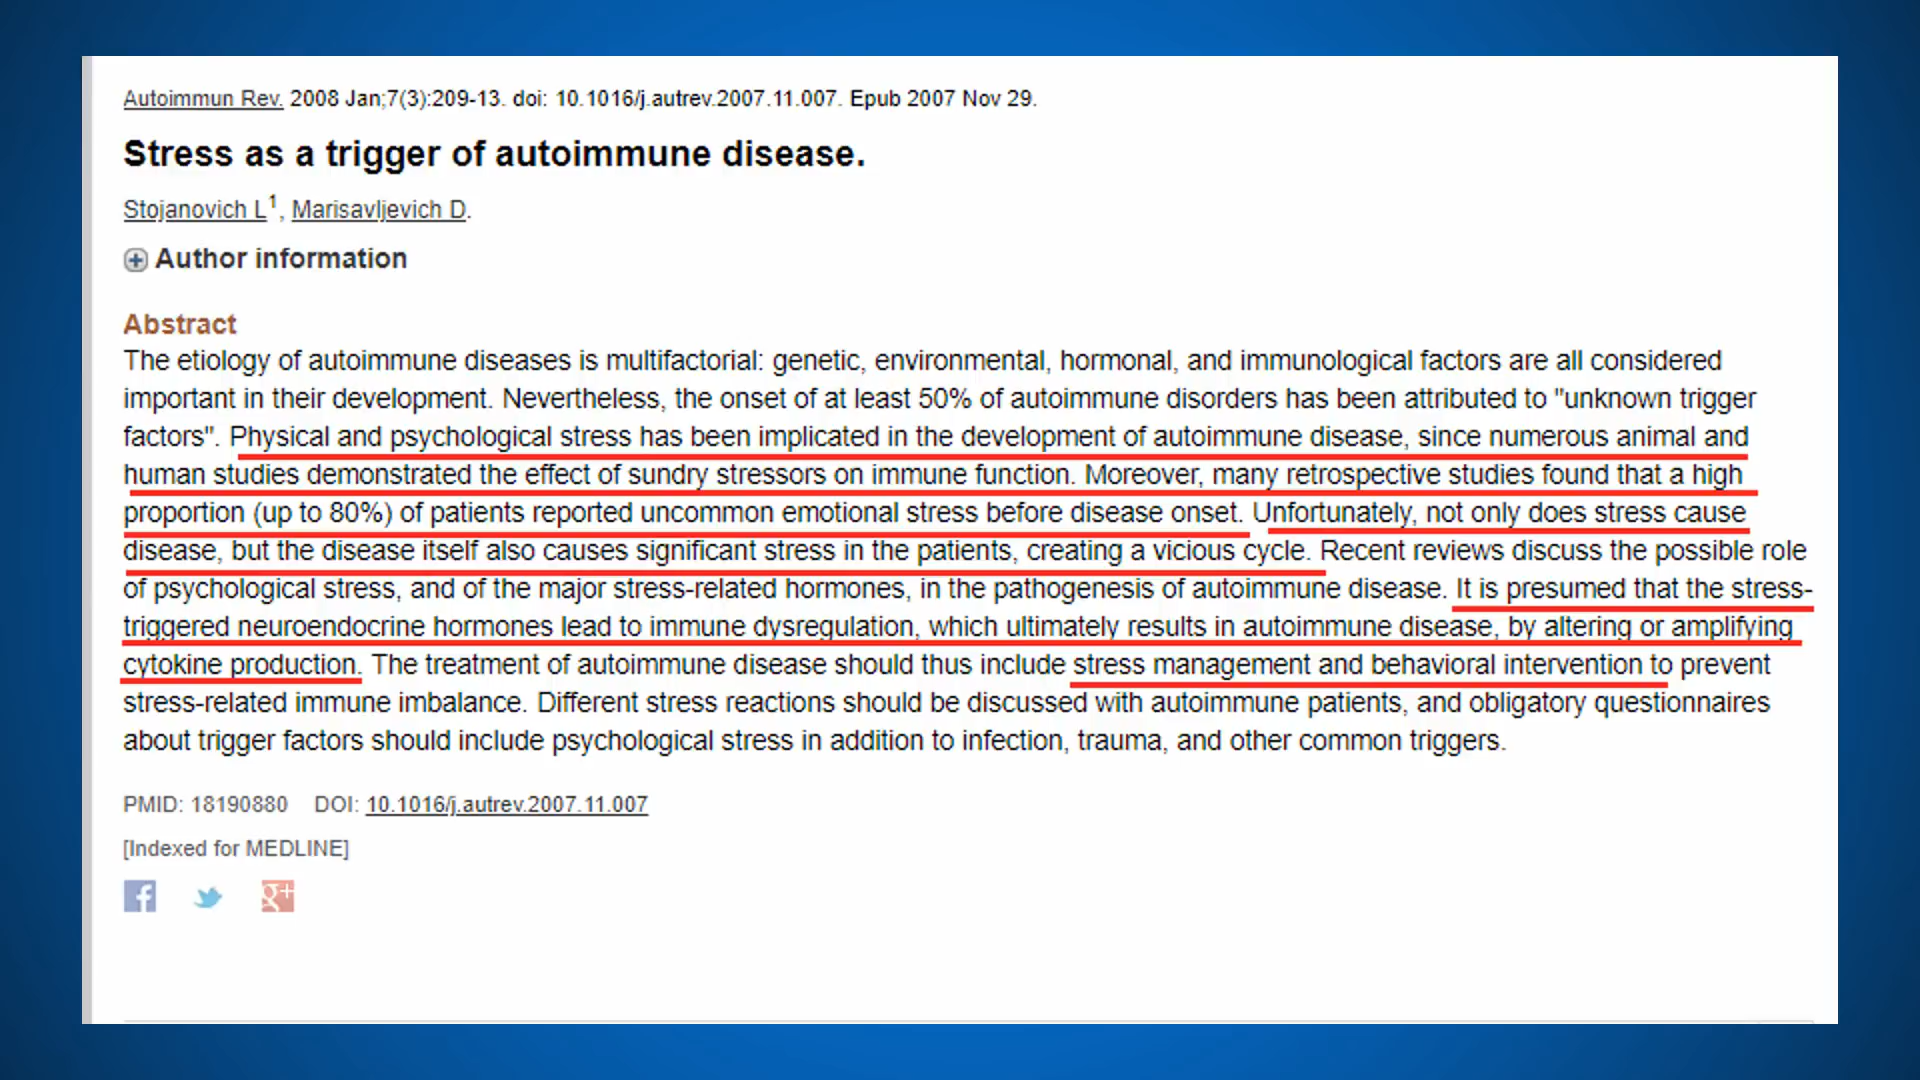 Autoimmun Rev. 2008 Jan;7(3):209-13. doi: 10.1016/j.autrev.2007.11.007. Epub 2007 Nov 29.
Stress as a trigger of autoimmune disease.
Stojanovich L1, Marisavljevich D.
Author information
Abstract
The etiology of autoimmune diseases is multifactorial: genetic, environmental, hormonal, and immunological factors are all considered
important in their development. Nevertheless, the onset of at least 50% of autoimmune disorders has been attributed to "unknown trigger
factors". Physical and psychological stress has been implicated in the development of autoimmune disease, since numerous animal and
human studies demonstrated the effect of sundry stressors on immune function. Moreover, many retrospective studies found that a high
proportion (up to 80%) of patients reported uncommon emotional stress before disease onset. Unfortunately, not only does stress cause
disease, but the disease itself also causes significant stress in the patients, creating a vicious cycle. Recent reviews discuss the possible role
of psychological stress, and of the major stress-related hormones, in the pathogenesis of autoimmune disease. It is presumed that the stress-
triggered neuroendocrine hormones lead to immune dysregulation, which ultimately results in autoimmune disease, by altering or amplifying
cytokine production. The treatment of autoimmune disease should thus include stress management and behavioral intervention to prevent
stress-related immune imbalance. Different stress reactions should be discussed with autoimmune patients, and obligatory questionnaires
about trigger factors should include psychological stress in addition to infection, trauma, and other common triggers.
PMID: 18190880 DOI: 10.1016/j.autrev.2007.11.007
[Indexed for MEDLINE]
f
g+